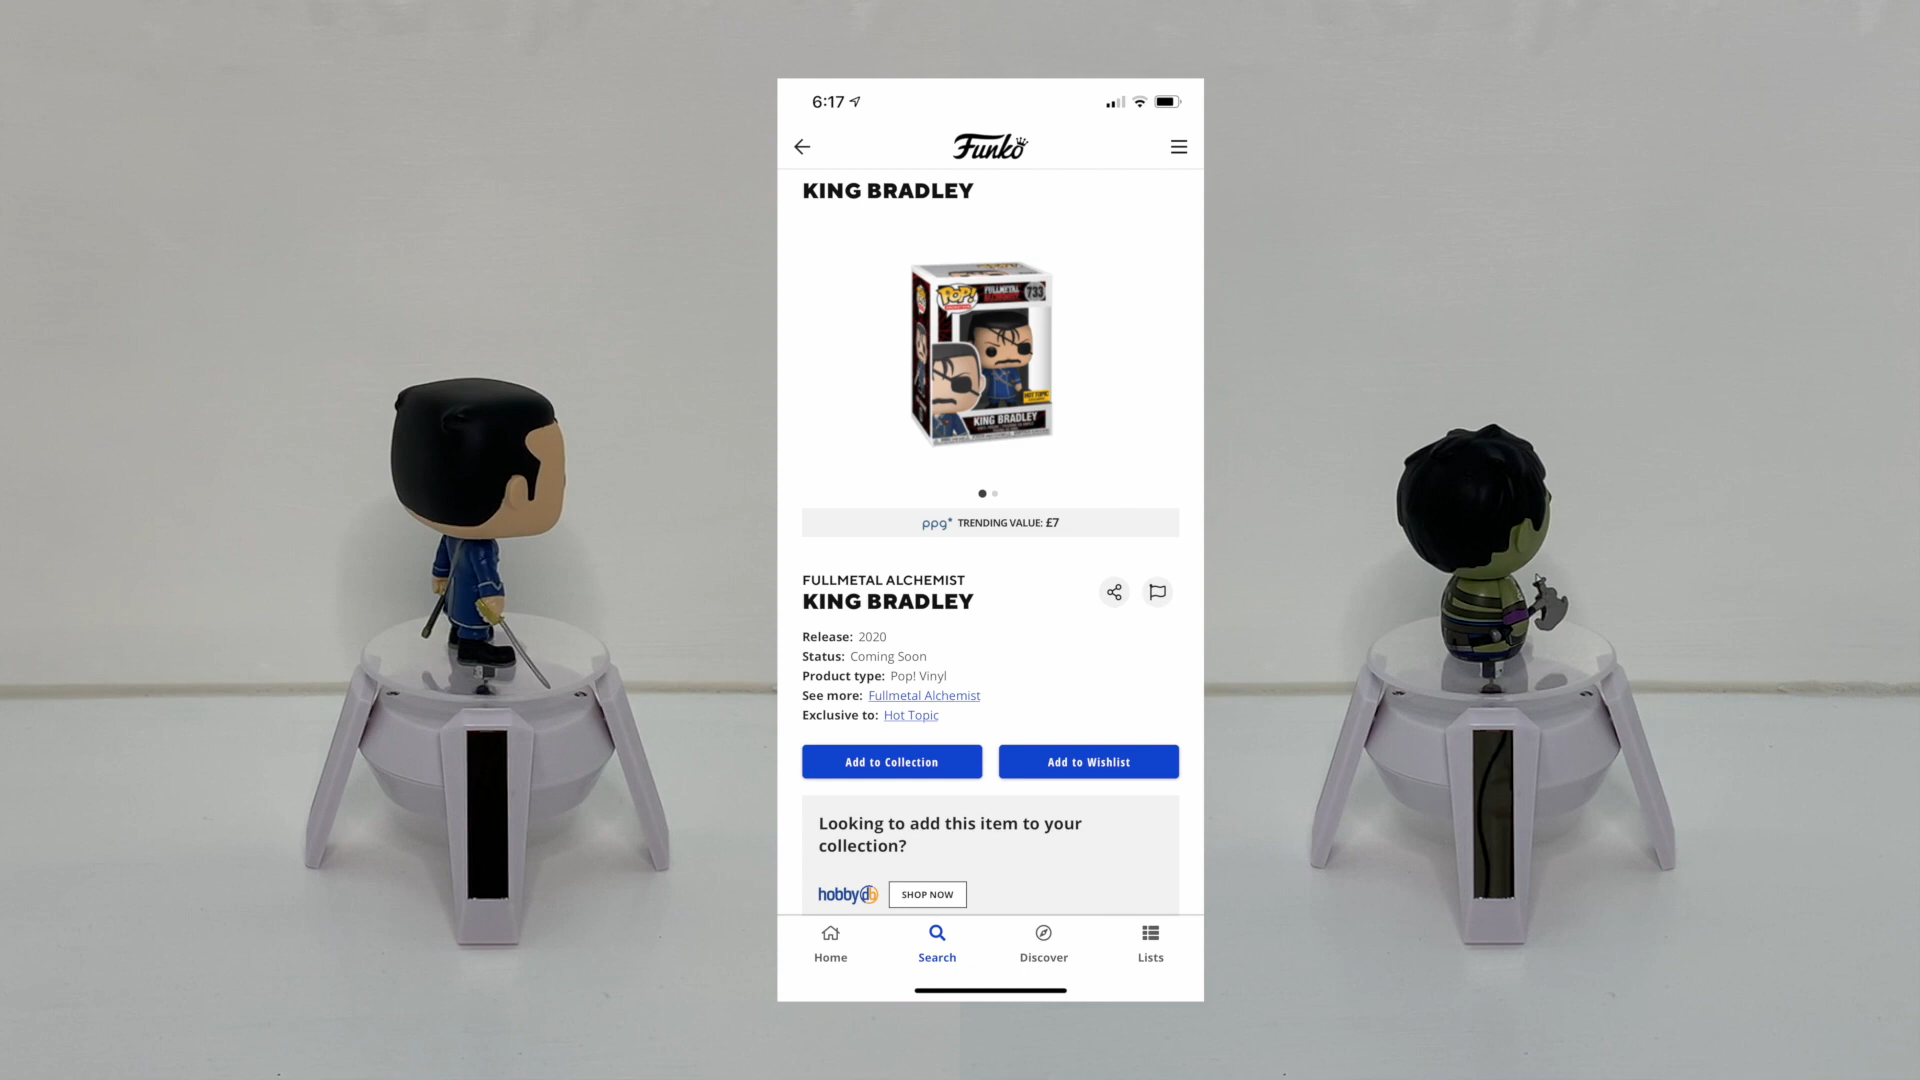 6:17
Funko
KING BRADLEY
POP!
FULLMETAL
ALCHEMIST
733
HOT TOPIC
KING BRADLEY
ppg* TRENDING VALUE: £7
FULLMETAL ALCHEMIST
KING BRADLEY
Release: 2020
Status: Coming Soon
Product type: Pop! Vinyl
See more: Fullmetal Alchemist
Exclusive to: Hot Topic
Add to Collection
Add to Wishlist
Looking to add this item to your
collection?
hobbydb
SHOP NOW
Home
Search
Discover
Lists